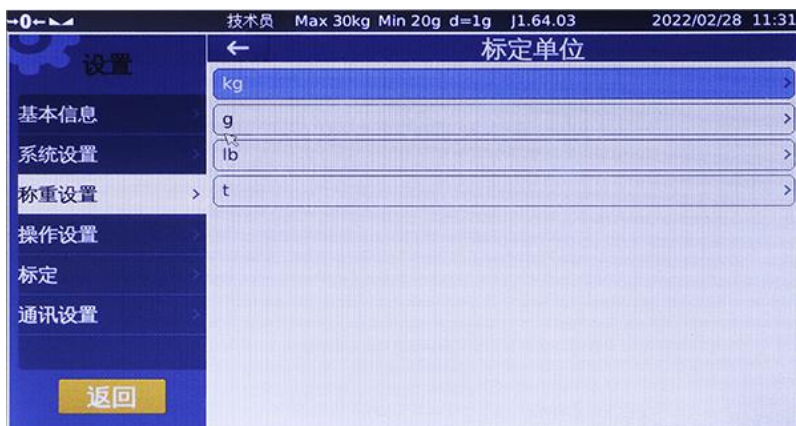 →0← 技术员 Max 30kg Min 20g d=1g J1.64.03 2022/02/28 11:31
设置
← 标定单位
kg
g
lb
t
基本信息
系统设置
称重设置
操作设置
标定
通讯设置
返回